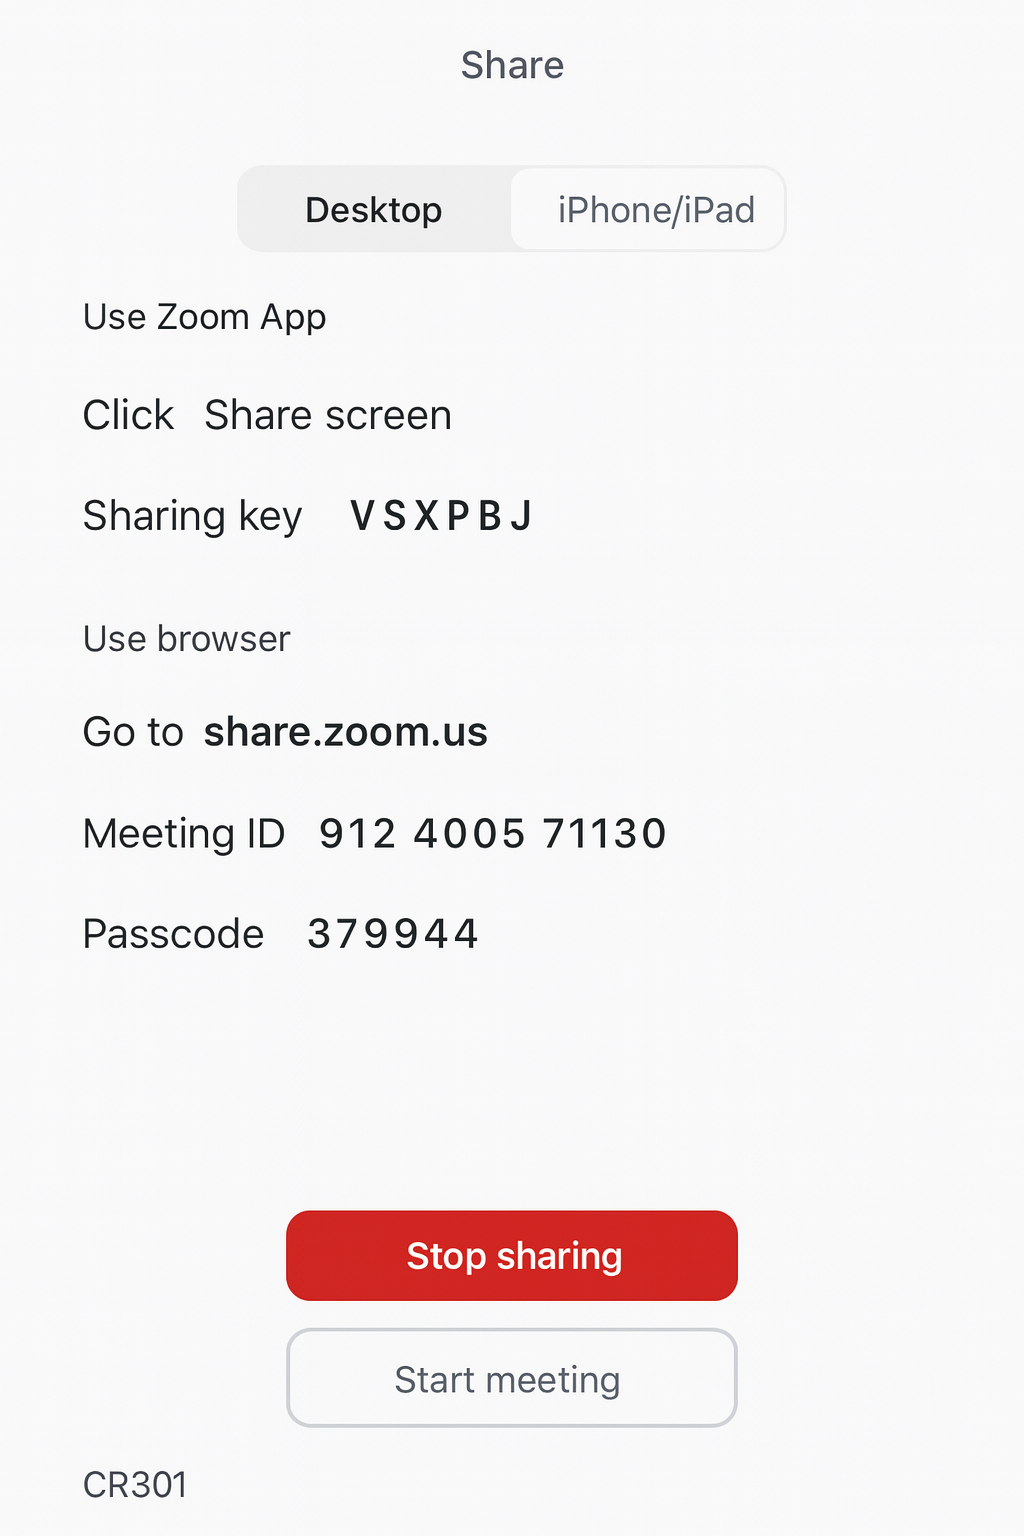 Share
Desktop iPhone/iPad
Use Zoom App
Click Share screen
Sharing key VSXPBJ
Use browser
Go to share.zoom.us
Meeting ID 912 4005 71130
Passcode 379944
Stop sharing
Start meeting
CR301